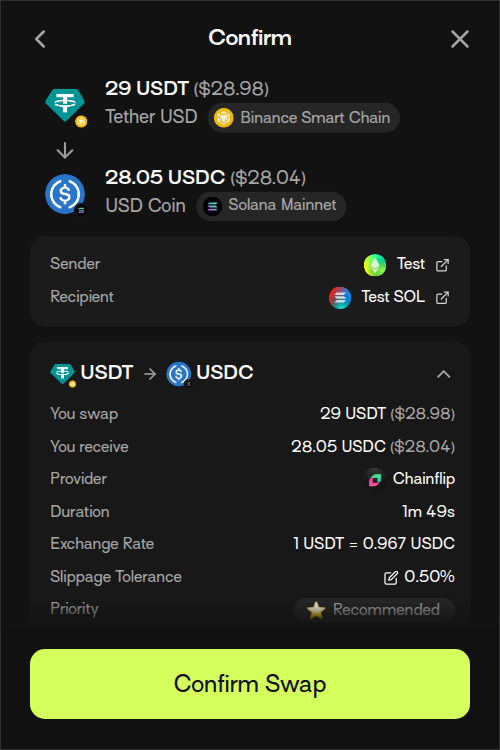 Confirm
29 USDT ($28.98)
Tether USD Binance Smart Chain
28.05 USDC ($28.04)
USD Coin Solana Mainnet
Sender Test
Recipient Test SOL
USDT → USDC
You swap 29 USDT ($28.98)
You receive 28.05 USDC ($28.04)
Provider Chainflip
Duration 1m 49s
Exchange Rate 1 USDT = 0.967 USDC
Slippage Tolerance 0.50%
Priority Recommended
Confirm Swap